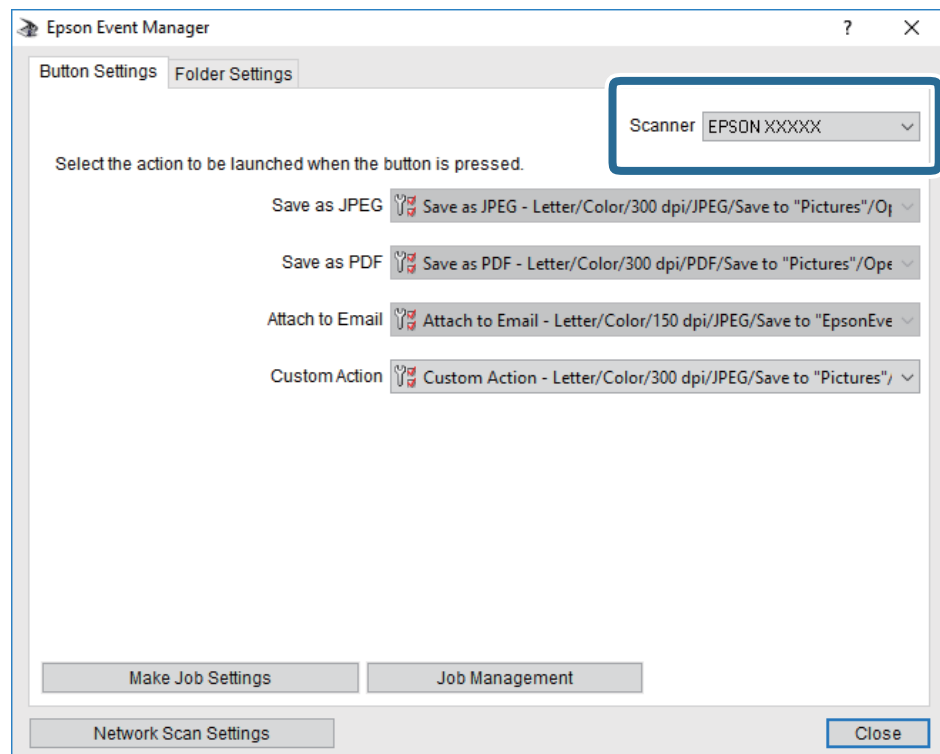 Epson Event Manager
Button Settings Folder Settings
Scanner EPSON XXXXX
Select the action to be launched when the button is pressed.
Save as JPEG Save as JPEG - Letter/Color/300 dpi/JPEG/Save to "Pictures"/Op
Save as PDF Save as PDF - Letter/Color/300 dpi/PDF/Save to "Pictures"/Ope
Attach to Email Attach to Email - Letter/Color/150 dpi/JPEG/Save to "EpsonEve
Custom Action Custom Action - Letter/Color/300 dpi/JPEG/Save to "Pictures"/
Make Job Settings Job Management
Network Scan Settings Close